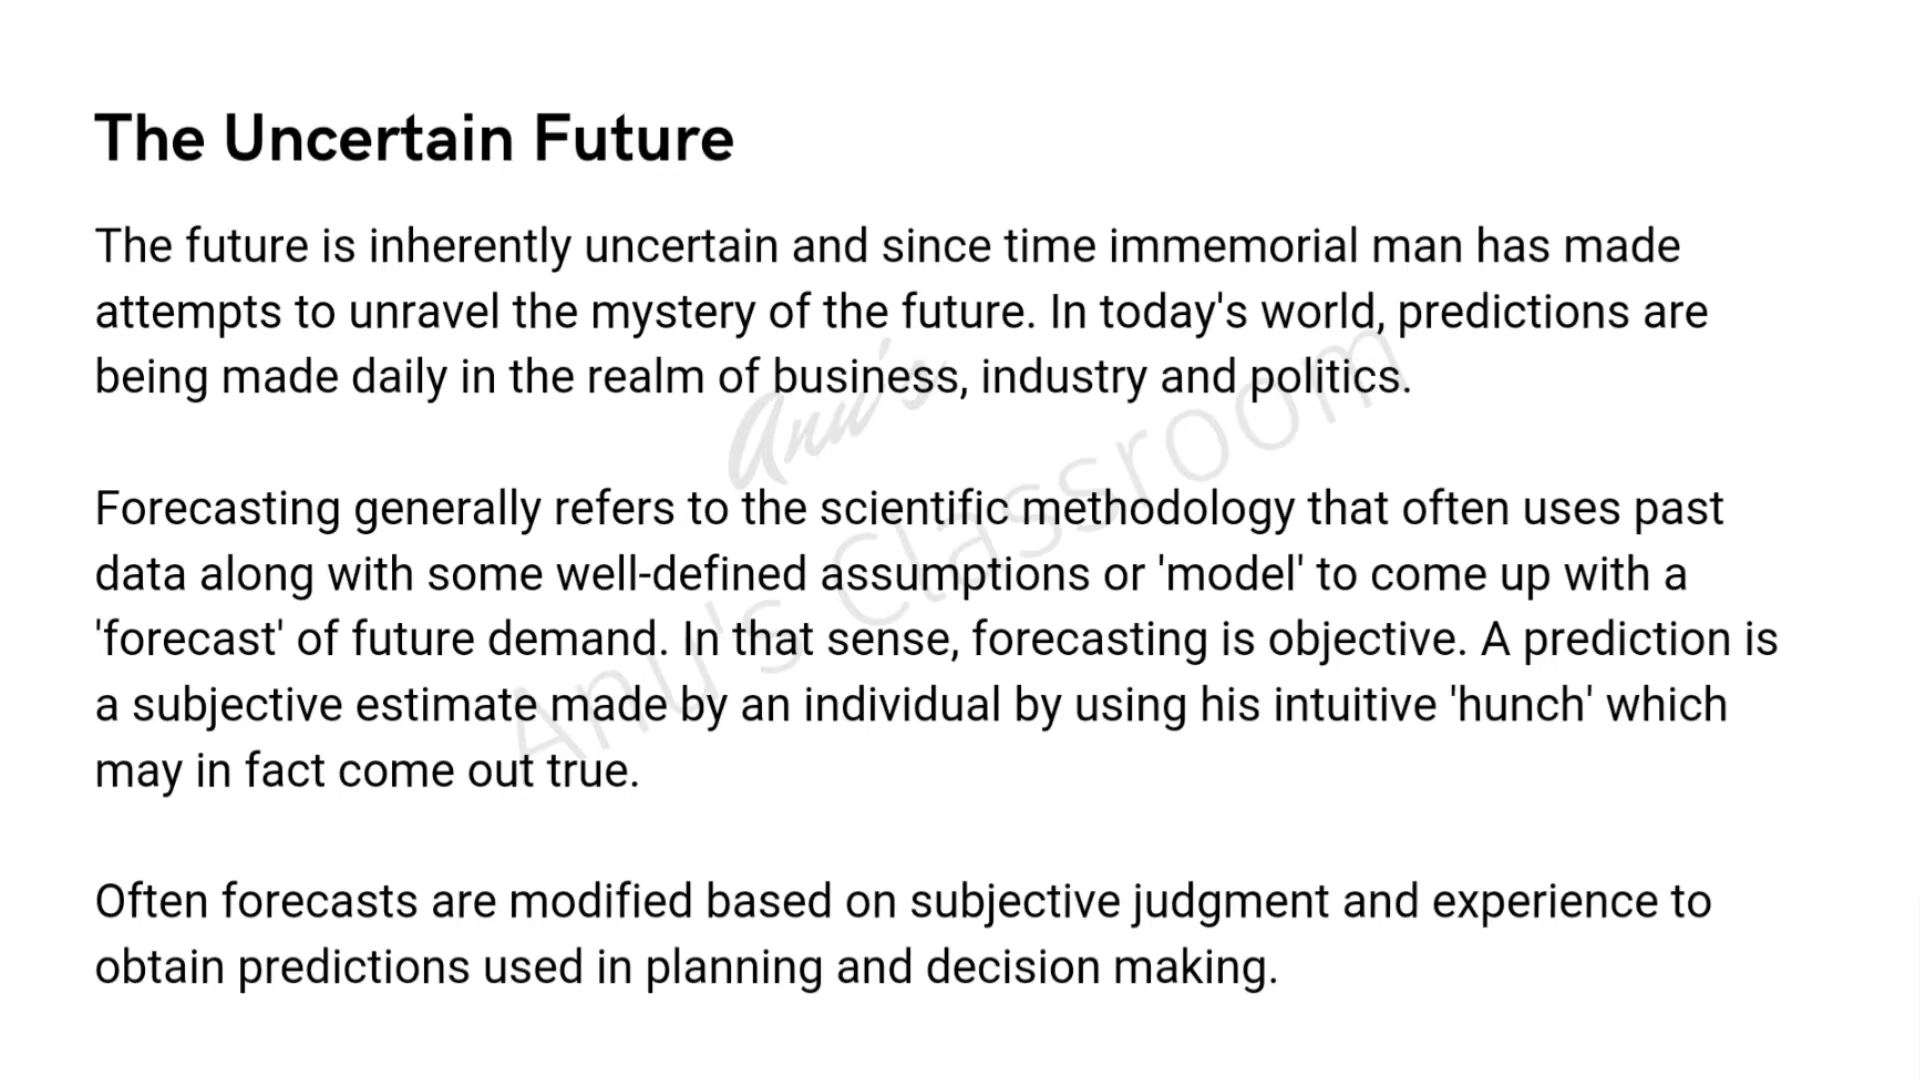 The Uncertain Future
The future is inherently uncertain and since time immemorial man has made
attempts to unravel the mystery of the future. In today's world, predictions are
being made daily in the realm of business, industry and politics.
Forecasting generally refers to the scientific methodology that often uses past
data along with some well-defined assumptions or 'model' to come up with a
'forecast' of future demand. In that sense, forecasting is objective. A prediction is
a subjective estimate made by an individual by using his intuitive 'hunch' which
may in fact come out true.
Often forecasts are modified based on subjective judgment and experience to
obtain predictions used in planning and decision making.
Anu's
Anu's Classroom